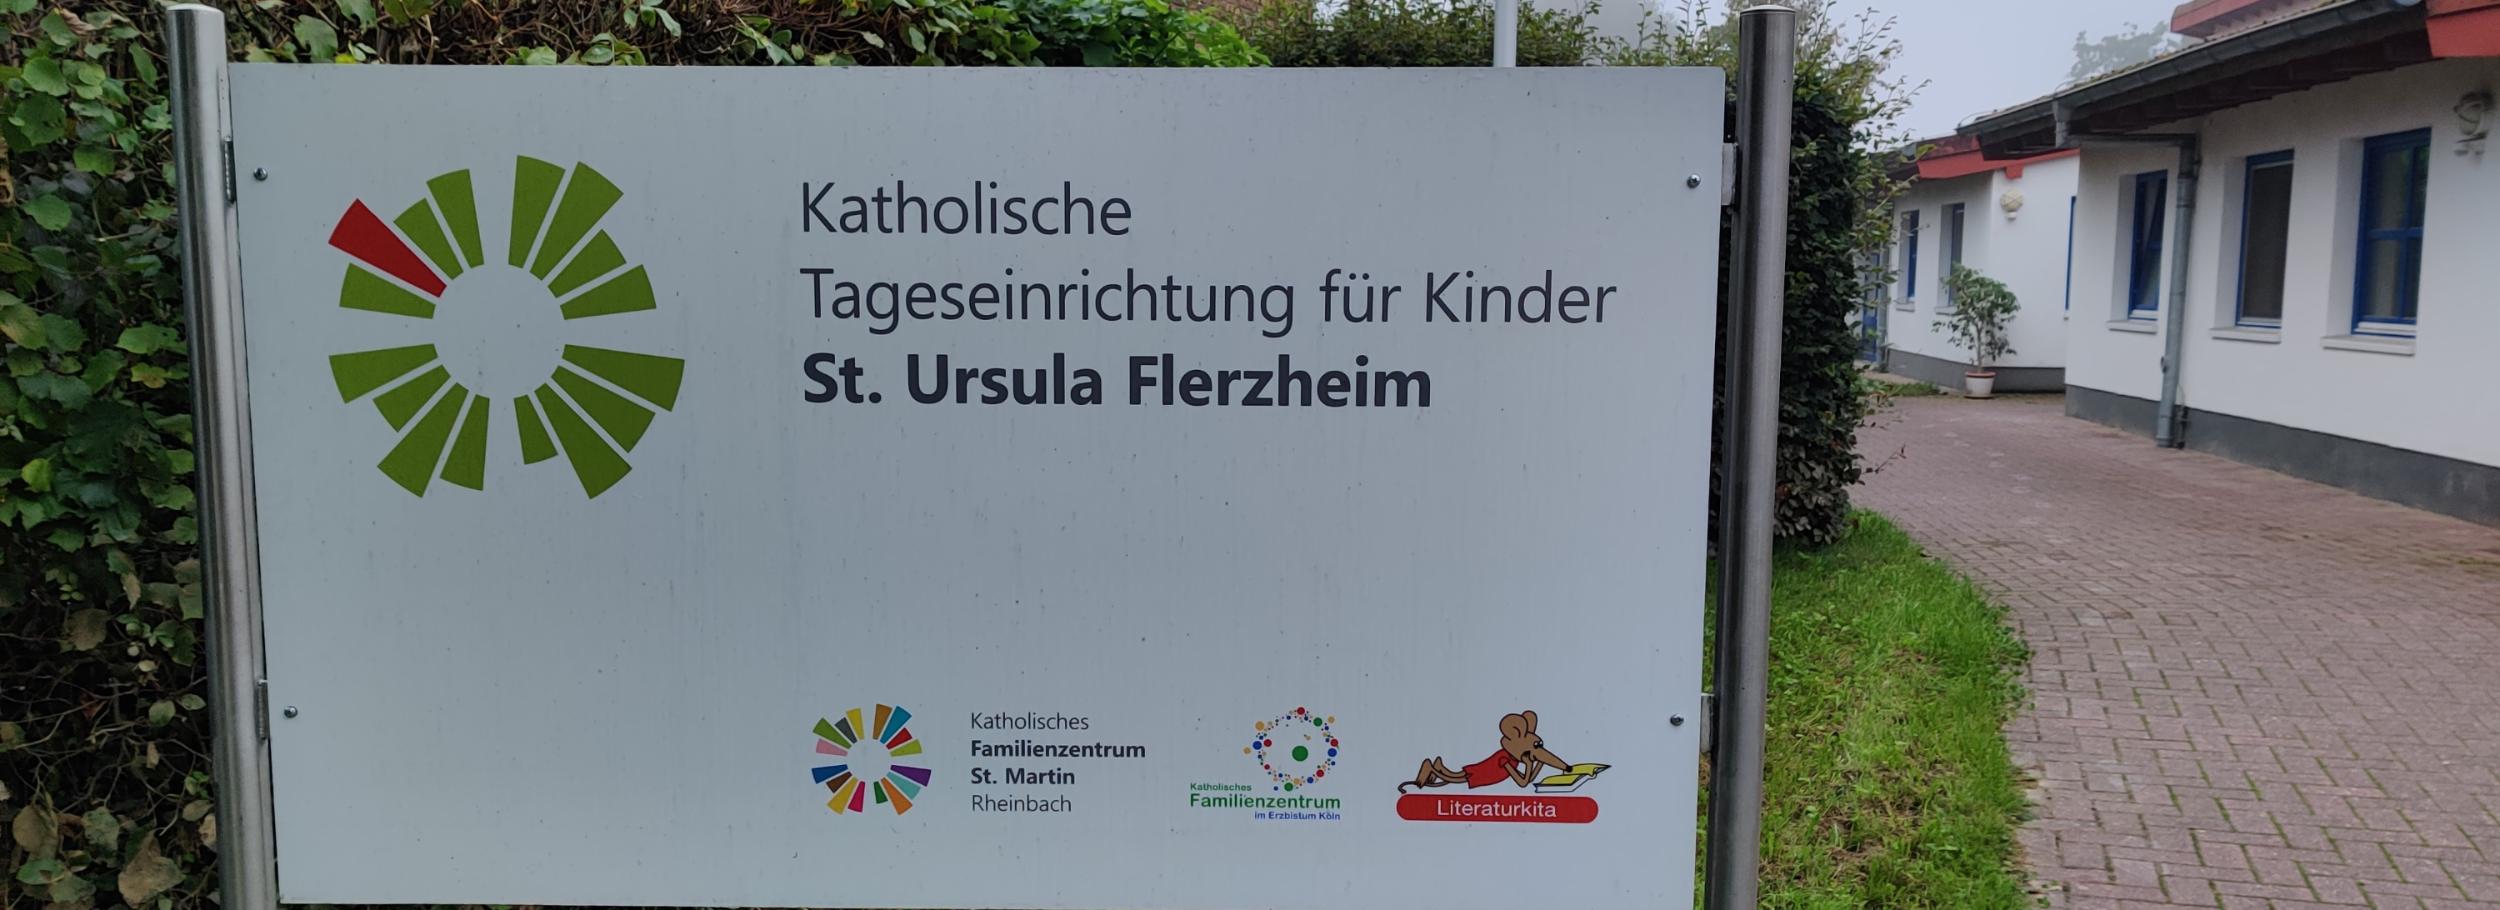 Katholische
Tageseinrichtung für Kinder
St. Ursula Flerzheim
Katholisches
Familienzentrum
St. Martin
Rheinbach
Katholisches
Familienzentrum
im Erzbistum Köln
Literaturkita